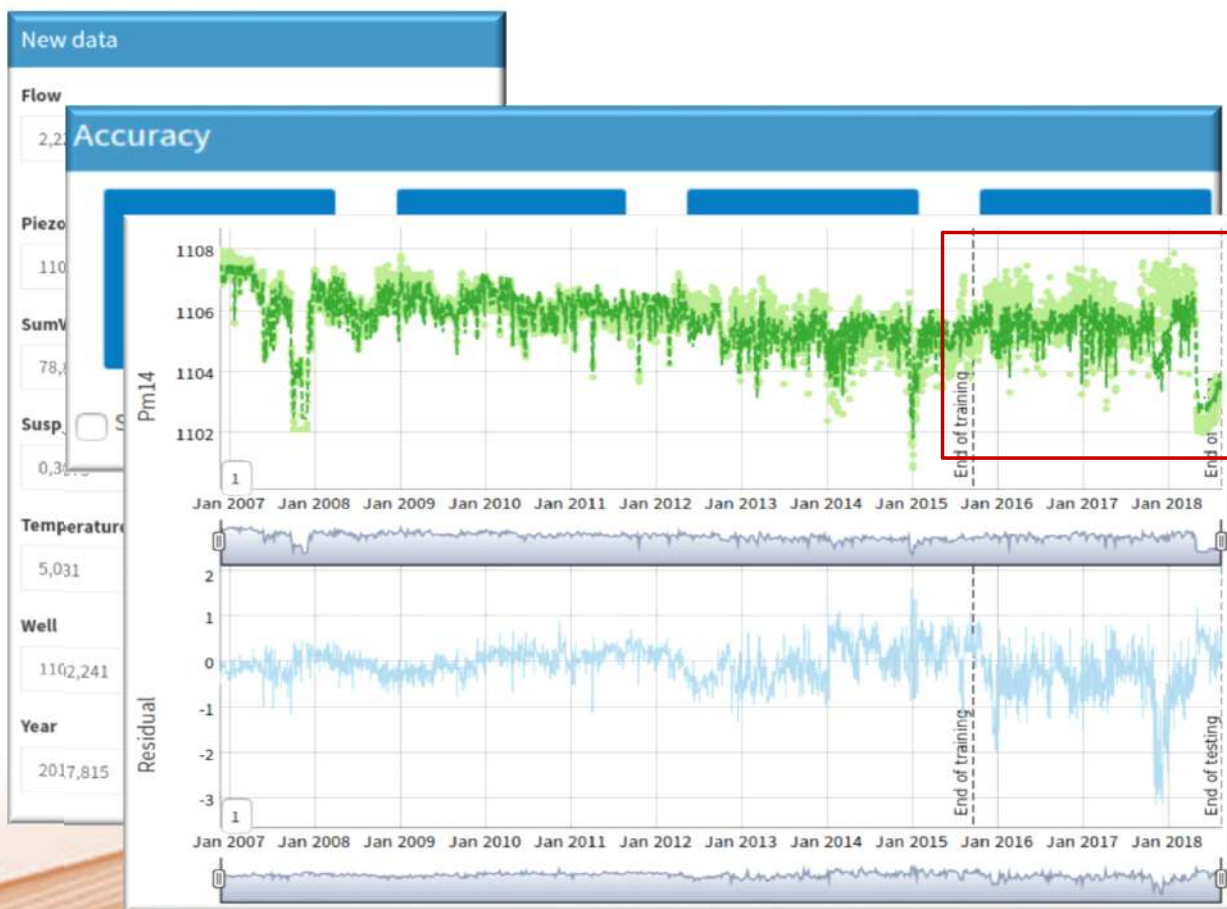 New data
Flow
2,2
Accuracy
Piezo
110
Sum
78,
Susp
S
0,3
Temperature
5,031
Well
1102,241
Year
2017,815
Pm14
1108
1106
1104
1102
End of training
End of
1
Jan 2007 Jan 2008 Jan 2009 Jan 2010 Jan 2011 Jan 2012 Jan 2013 Jan 2014 Jan 2015 Jan 2016 Jan 2017 Jan 2018
Residual
2
1
0
-1
-2
-3
End of training
End of testing
1
Jan 2007 Jan 2008 Jan 2009 Jan 2010 Jan 2011 Jan 2012 Jan 2013 Jan 2014 Jan 2015 Jan 2016 Jan 2017 Jan 2018